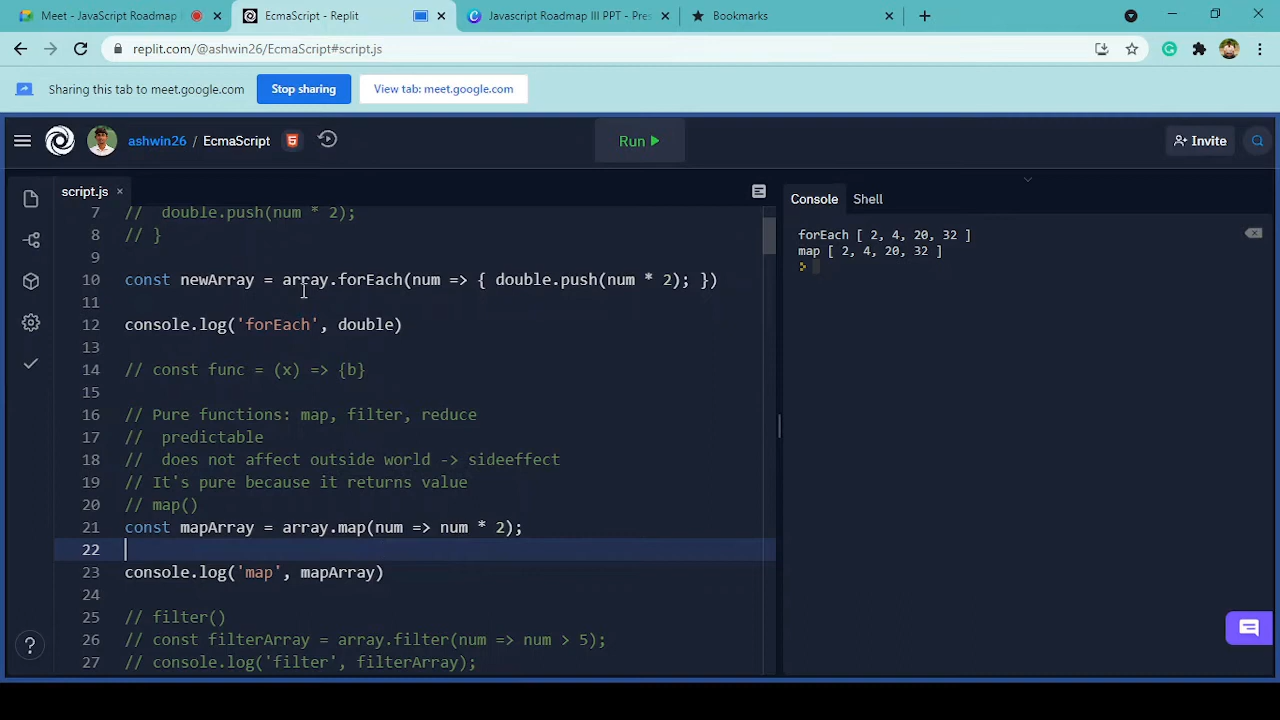 Meet - JavaScript Roadmap
EcmaScript - Replit
Javascript Roadmap III PPT - Pres
Bookmarks
replit.com/@ashwin26/EcmaScript#script.js
Sharing this tab to meet.google.com
Stop sharing
View tab: meet.google.com
ashwin26 / EcmaScript
Run
Invite
script.js
Console
Shell
7 //  double.push(num * 2);
8 // }
9
10 const newArray = array.forEach(num => { double.push(num * 2); })
11
12 console.log('forEach', double)
13
14 // const func = (x) => {b}
15
16 // Pure functions: map, filter, reduce
17 //  predictable
18 //  does not affect outside world -> sideeffect
19 // It's pure because it returns value
20 // map()
21 const mapArray = array.map(num => num * 2);
22
23 console.log('map', mapArray)
24
25 // filter()
26 // const filterArray = array.filter(num => num > 5);
27 // console.log('filter', filterArray);
forEach [ 2, 4, 20, 32 ]
map [ 2, 4, 20, 32 ]